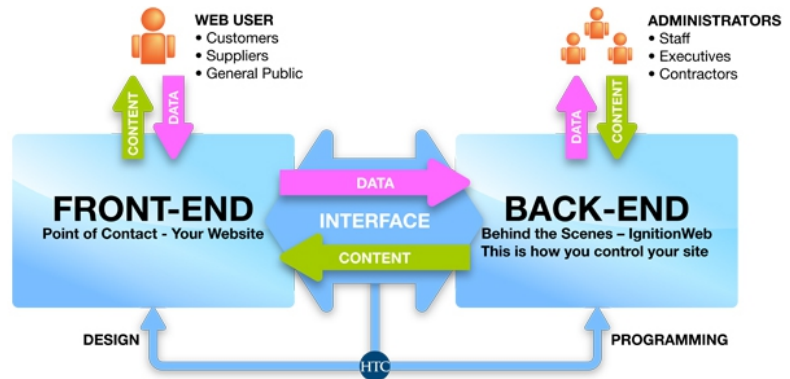 WEB USER
• Customers
• Suppliers
• General Public
ADMINISTRATORS
• Staff
• Executives
• Contractors
CONTENT
DATA
DATA
CONTENT
FRONT-END
Point of Contact - Your Website
DATA
INTERFACE
CONTENT
BACK-END
Behind the Scenes – IgnitionWeb
This is how you control your site
DESIGN
HTC
PROGRAMMING